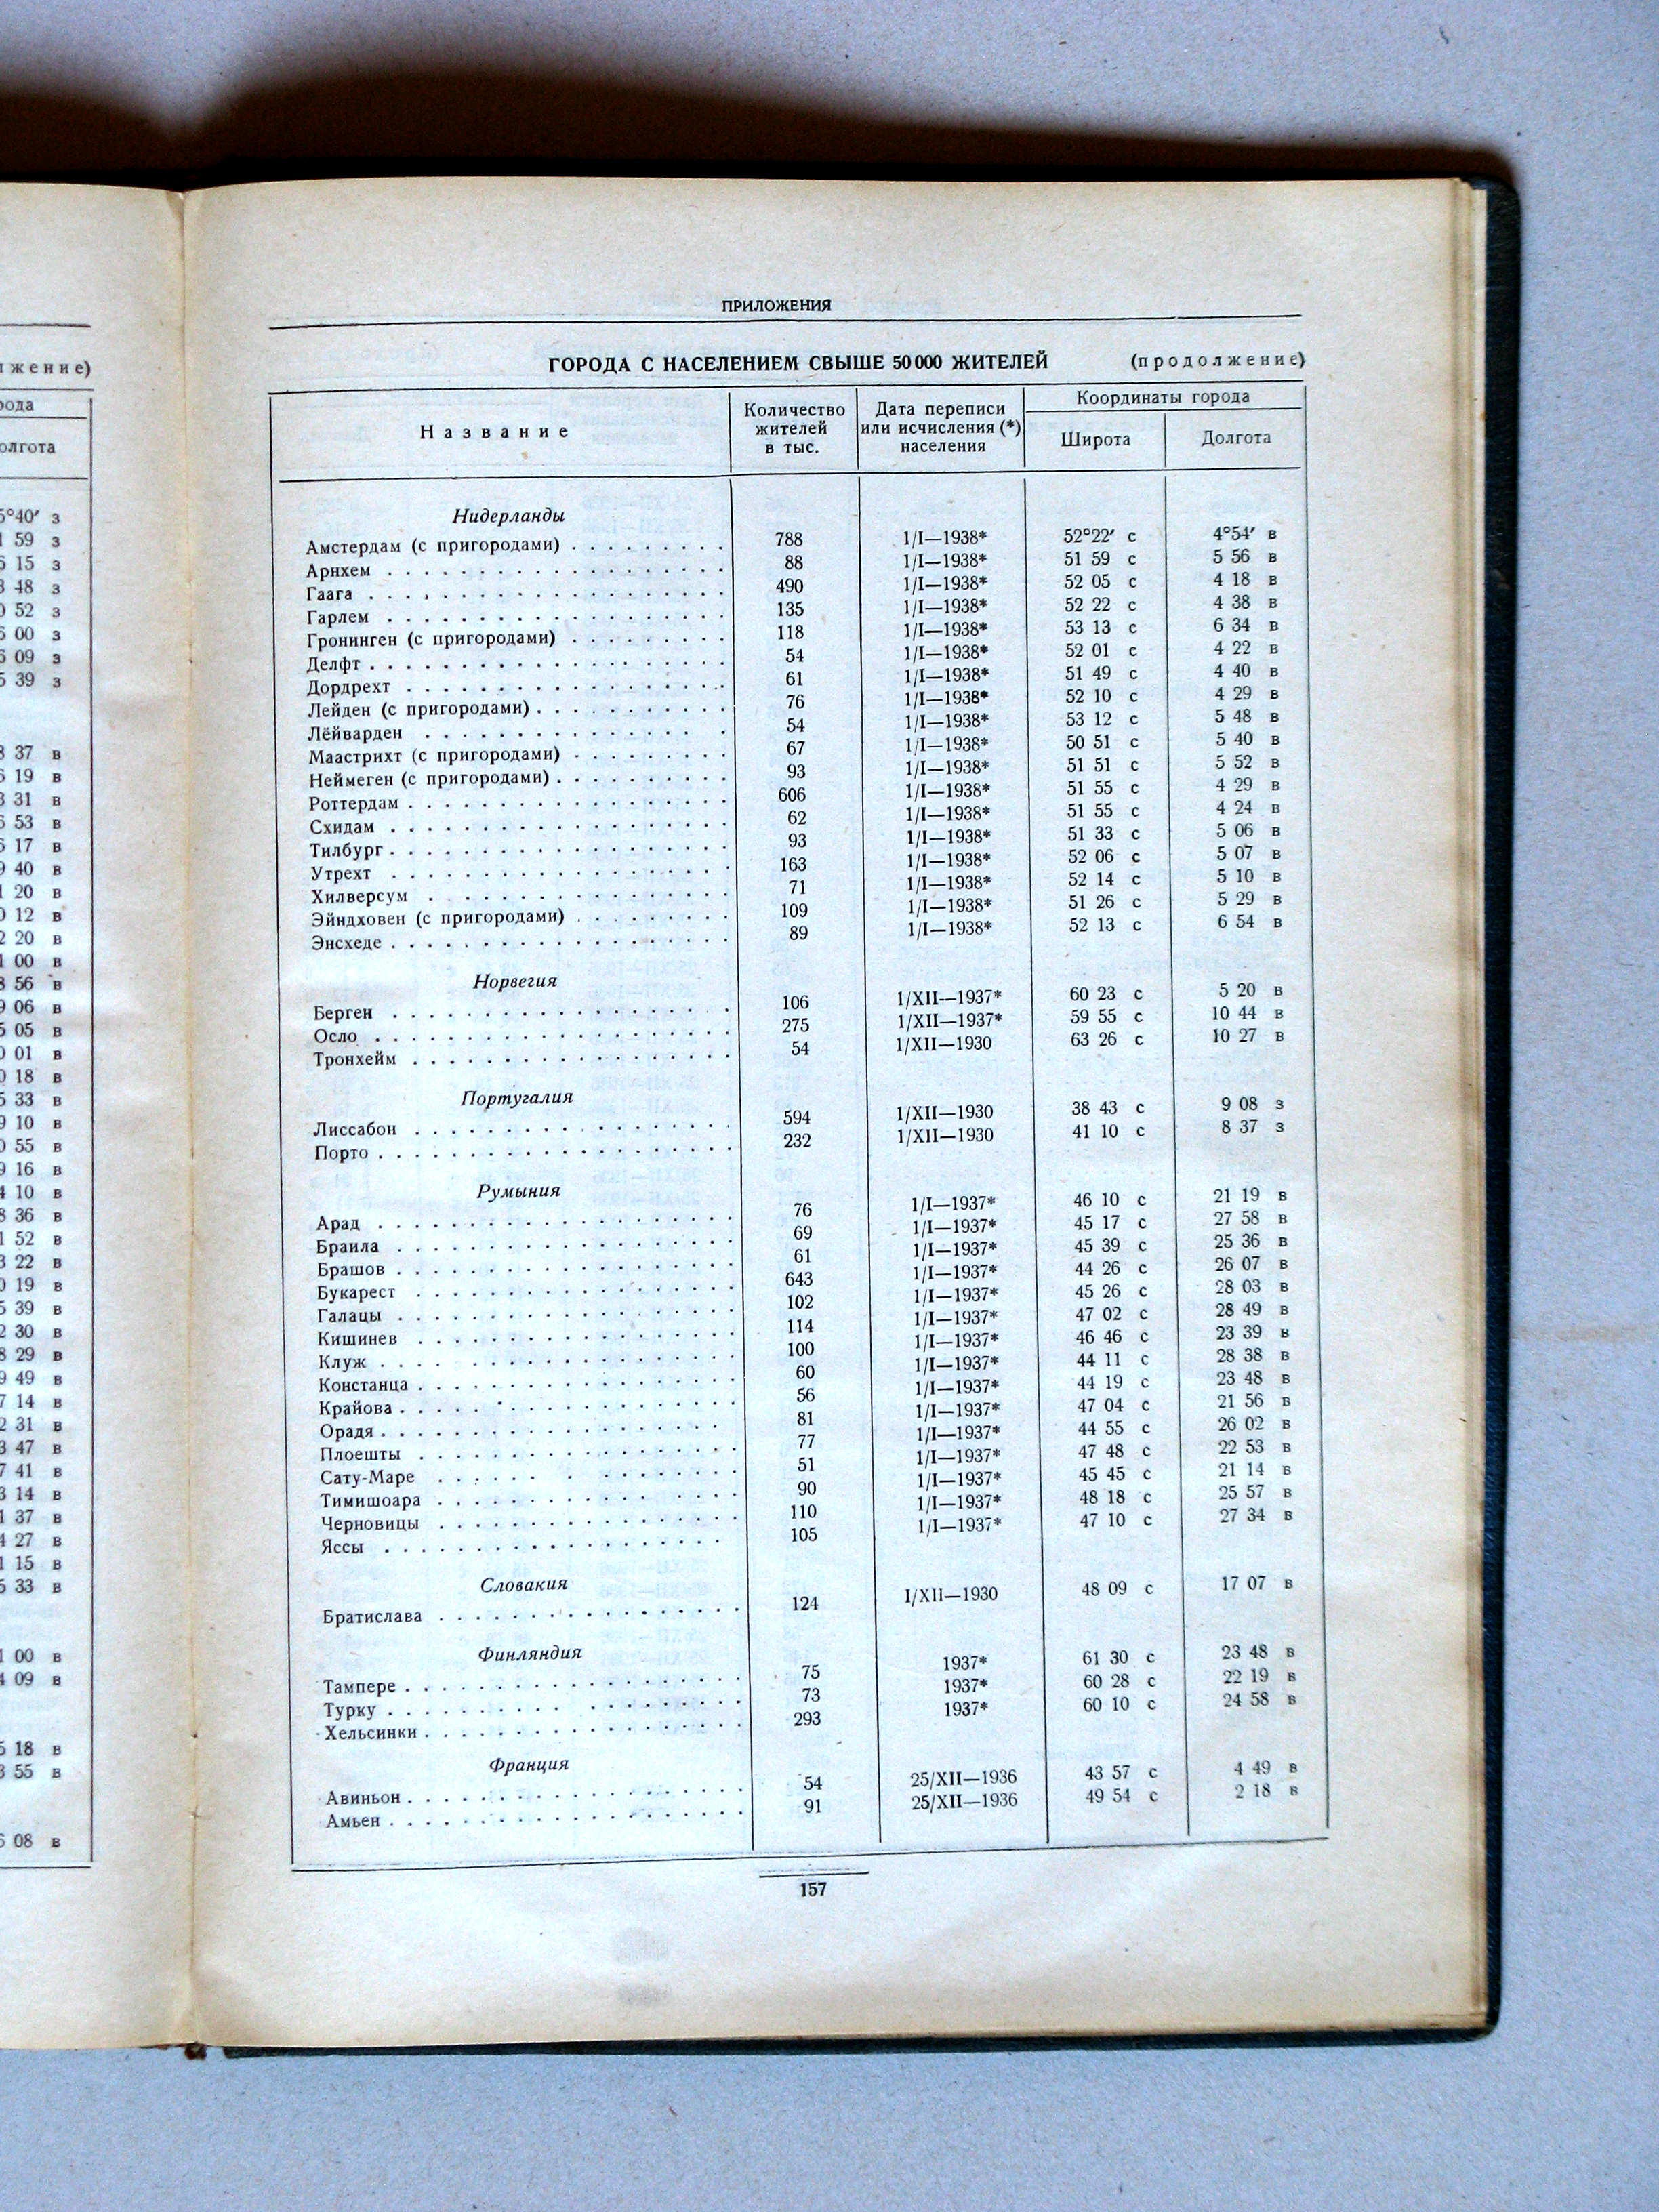 ПРИЛОЖЕНИЯ
ГОРОДА С НАСЕЛЕНИЕМ СВЫШЕ 50 000 ЖИТЕЛЕЙ (продолжение)
Название Количество жителей в тыс. Дата переписи или исчисления (*) населения Координаты города Широта Долгота
Нидерланды
Амстердам (с пригородами) 788 1/I—1938* 52°22′ с 4°54′ в
Арнхем 88 1/I—1938* 51 59 с 5 56 в
Гаага 490 1/I—1938* 52 05 с 4 18 в
Гарлем 135 1/I—1938* 52 22 с 4 38 в
Гронинген (с пригородами) 118 1/I—1938* 53 13 с 6 34 в
Делфт 54 1/I—1938* 52 01 с 4 22 в
Дордрехт 61 1/I—1938* 51 49 с 4 40 в
Лейден (с пригородами) 76 1/I—1938* 52 10 с 4 29 в
Лёйварден 54 1/I—1938* 53 12 с 5 48 в
Маастрихт (с пригородами) 67 1/I—1938* 50 51 с 5 40 в
Неймеген (с пригородами) 93 1/I—1938* 51 51 с 5 52 в
Роттердам 606 1/I—1938* 51 55 с 4 29 в
Схидам 62 1/I—1938* 51 55 с 4 24 в
Тилбург 93 1/I—1938* 51 33 с 5 06 в
Утрехт 163 1/I—1938* 52 06 с 5 07 в
Хилверсум 71 1/I—1938* 52 14 с 5 10 в
Эйндховен (с пригородами) 109 1/I—1938* 51 26 с 5 29 в
Энсхеде 89 1/I—1938* 52 13 с 6 54 в
Норвегия
Берген 106 1/XII—1937* 60 23 с 5 20 в
Осло 275 1/XII—1937* 59 55 с 10 44 в
Тронхейм 54 1/XII—1930 63 26 с 10 27 в
Португалия
Лиссабон 594 1/XII—1930 38 43 с 9 08 з
Порто 232 1/XII—1930 41 10 с 8 37 з
Румыния
Арад 76 1/I—1937* 46 10 с 21 19 в
Браила 69 1/I—1937* 45 17 с 27 58 в
Брашов 61 1/I—1937* 45 39 с 25 36 в
Букарест 643 1/I—1937* 44 26 с 26 07 в
Галацы 102 1/I—1937* 45 26 с 28 03 в
Кишинев 114 1/I—1937* 47 02 с 28 49 в
Клуж 100 1/I—1937* 46 46 с 23 39 в
Констанца 60 1/I—1937* 44 11 с 28 38 в
Крайова 56 1/I—1937* 44 19 с 23 48 в
Орадя 81 1/I—1937* 47 04 с 21 56 в
Плоешты 77 1/I—1937* 44 55 с 26 02 в
Сату-Маре 51 1/I—1937* 47 48 с 22 53 в
Тимишоара 90 1/I—1937* 45 45 с 21 14 в
Черновицы 110 1/I—1937* 48 18 с 25 57 в
Яссы 105 1/I—1937* 47 10 с 27 34 в
Словакия
Братислава 124 I/XII—1930 48 09 с 17 07 в
Финляндия
Тампере 75 1937* 61 30 с 23 48 в
Турку 73 1937* 60 28 с 22 19 в
Хельсинки 293 1937* 60 10 с 24 58 в
Франция
Авиньон 54 25/XII—1936 43 57 с 4 49 в
Амьен 91 25/XII—1936 49 54 с 2 18 в
157